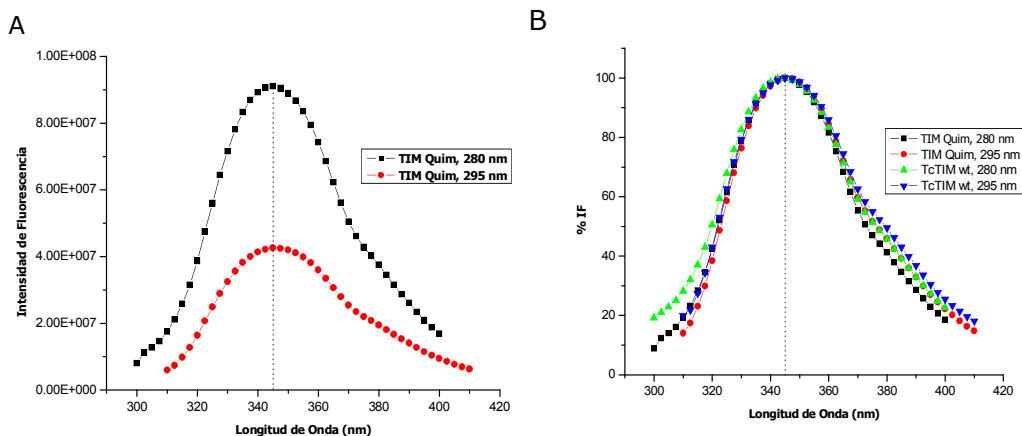 A
1.00E+008
8.00E+007
6.00E+007
4.00E+007
2.00E+007
0.00E+000
Intensidad de Fluorescencia
300 320 340 360 380 400 420
Longitud de Onda (nm)
TIM Quim, 280 nm
TIM Quim, 295 nm
B
100
80
60
40
20
0
% IF
300 320 340 360 380 400 420
Longitud de Onda (nm)
TIM Quim, 280 nm
TIM Quim, 295 nm
TcTIM wt, 280 nm
TcTIM wt, 295 nm